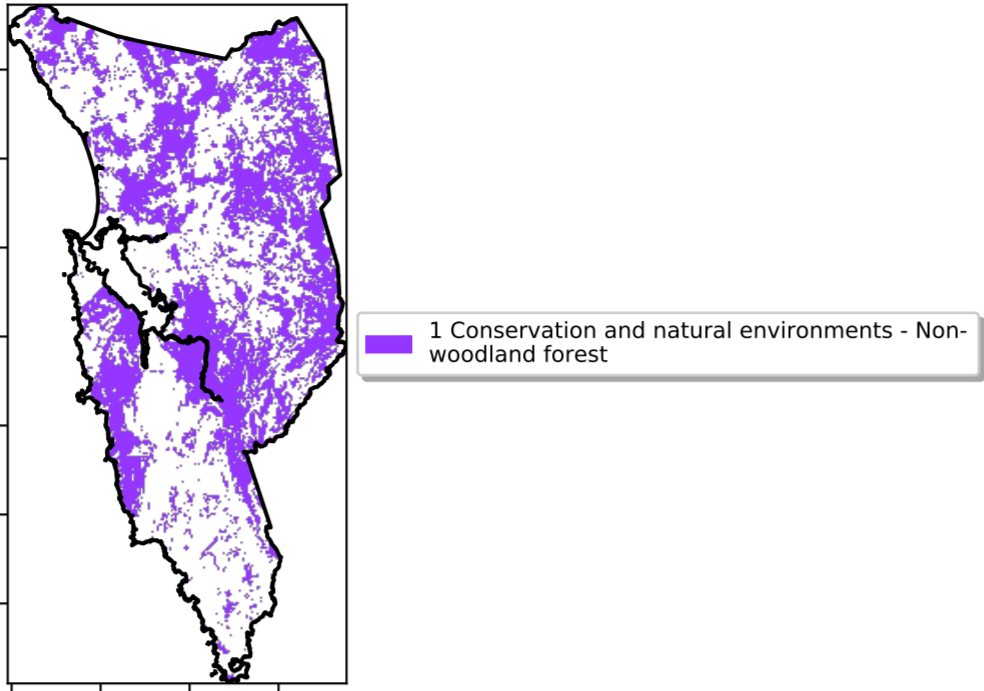 1 Conservation and natural environments - Non-
woodland forest